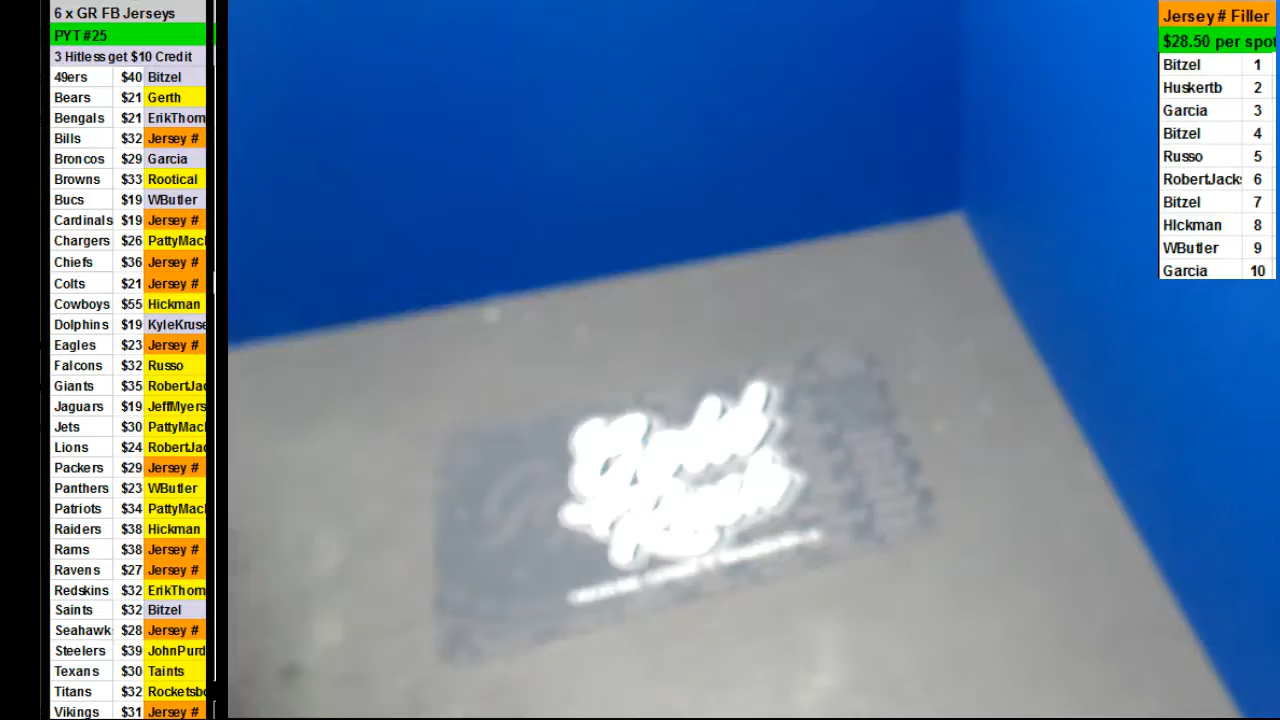 6 x GR FB Jerseys
PYT #25
3 Hitless get $10 Credit
49ers $40 Bitzel
Bears $21 Gerth
Bengals $21 ErikThom
Bills $32 Jersey #
Broncos $29 Garcia
Browns $33 Rootical
Bucs $19 WButler
Cardinals $19 Jersey #
Chargers $26 PattyMac
Chiefs $36 Jersey #
Colts $21 Jersey #
Cowboys $55 Hickman
Dolphins $19 KyleKruse
Eagles $23 Jersey #
Falcons $32 Russo
Giants $35 RobertJac
Jaguars $19 JeffMyers
Jets $30 PattyMac
Lions $24 RobertJac
Packers $29 Jersey #
Panthers $23 WButler
Patriots $34 PattyMac
Raiders $38 Hickman
Rams $38 Jersey #
Ravens $27 Jersey #
Redskins $32 ErikThom
Saints $32 Bitzel
Seahawk $28 Jersey #
Steelers $39 JohnPurd
Texans $30 Taints
Titans $32 Rocketsbo
Vikings $31 Jersey #
Jersey # Filler
$28.50 per spot
Bitzel 1
Huskertb 2
Garcia 3
Bitzel 4
Russo 5
RobertJacks 6
Bitzel 7
HIckman 8
WButler 9
Garcia 10